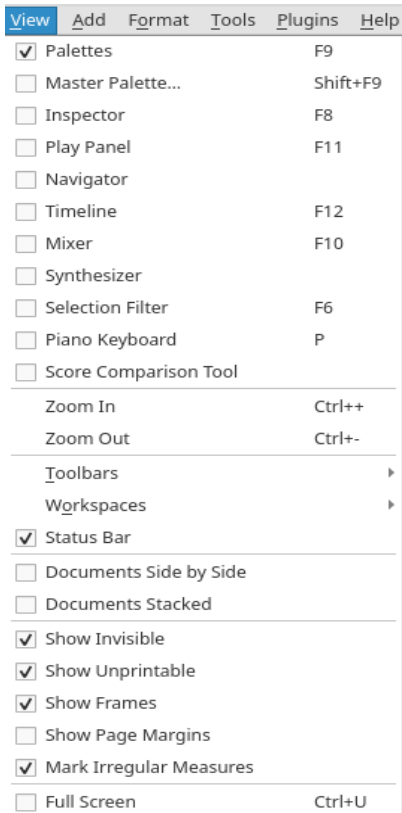 View Add Format Tools Plugins Help
Palettes F9
Master Palette... Shift+F9
Inspector F8
Play Panel F11
Navigator
Timeline F12
Mixer F10
Synthesizer
Selection Filter F6
Piano Keyboard P
Score Comparison Tool
Zoom In Ctrl++
Zoom Out Ctrl+-
Toolbars
Workspaces
Status Bar
Documents Side by Side
Documents Stacked
Show Invisible
Show Unprintable
Show Frames
Show Page Margins
Mark Irregular Measures
Full Screen Ctrl+U